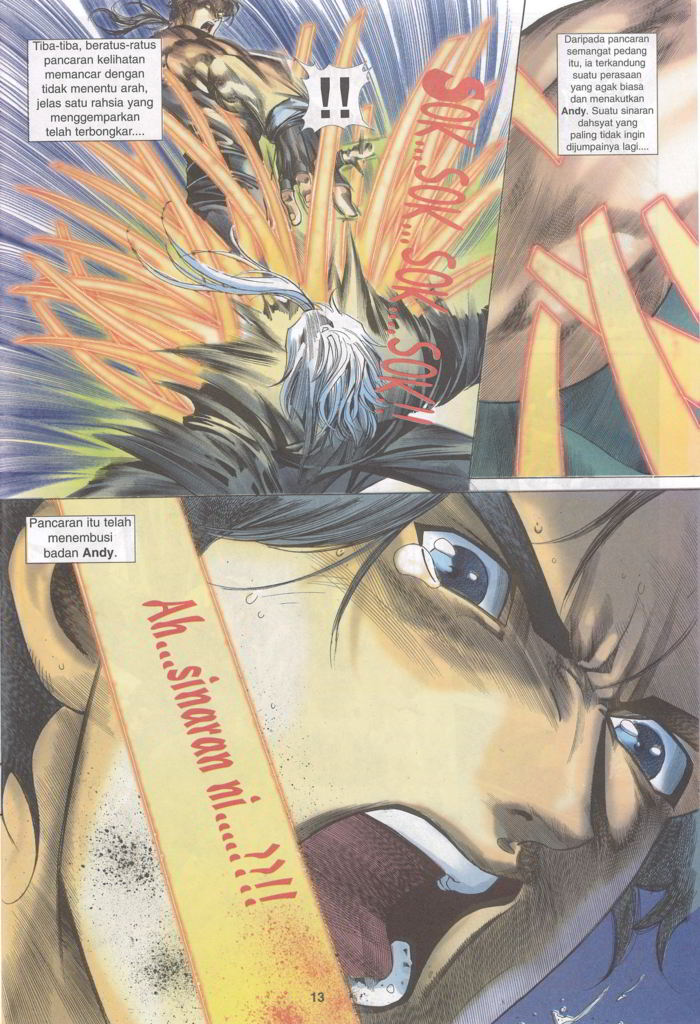 Tiba-tiba, beratus-ratus
pancaran kelihatan
memancar dengan
tidak menentu arah,
jelas satu rahsia yang
menggemparkan
telah terbongkar....
!!
SOK...SOK...SOK....SOK!!
Daripada pancaran
semangat pedang
itu, ia terkandung
suatu perasaan
yang agak biasa
dan menakutkan
Andy. Suatu sinaran
dahsyat yang
paling tidak ingin
dijumpainya lagi....
Pancaran itu telah
menembusi
badan Andy.
Ah...sinaran ni.....??!!
13